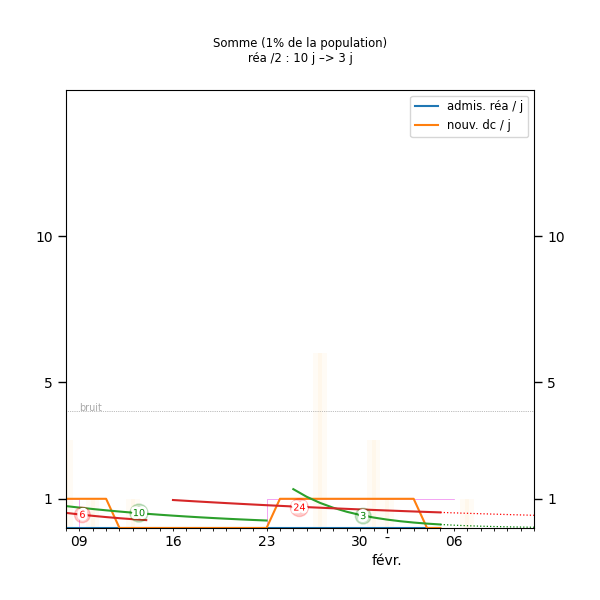 Somme (1% de la population)
réa /2 : 10 j –> 3 j
admis. réa / j
nouv. dc / j
10
10
5
5
bruit
1
1
6
10
24
3
09
16
23
30
-
06
févr.